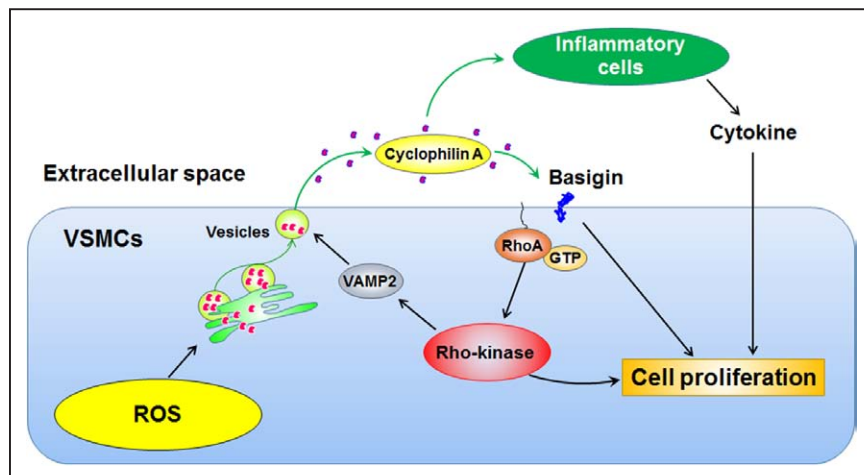 Inflammatory
cells
Cytokine
Cyclophilin A
Extracellular space
Basigin
VSMCs
Vesicles
RhoA
GTP
VAMP2
Rho-kinase
Cell proliferation
ROS